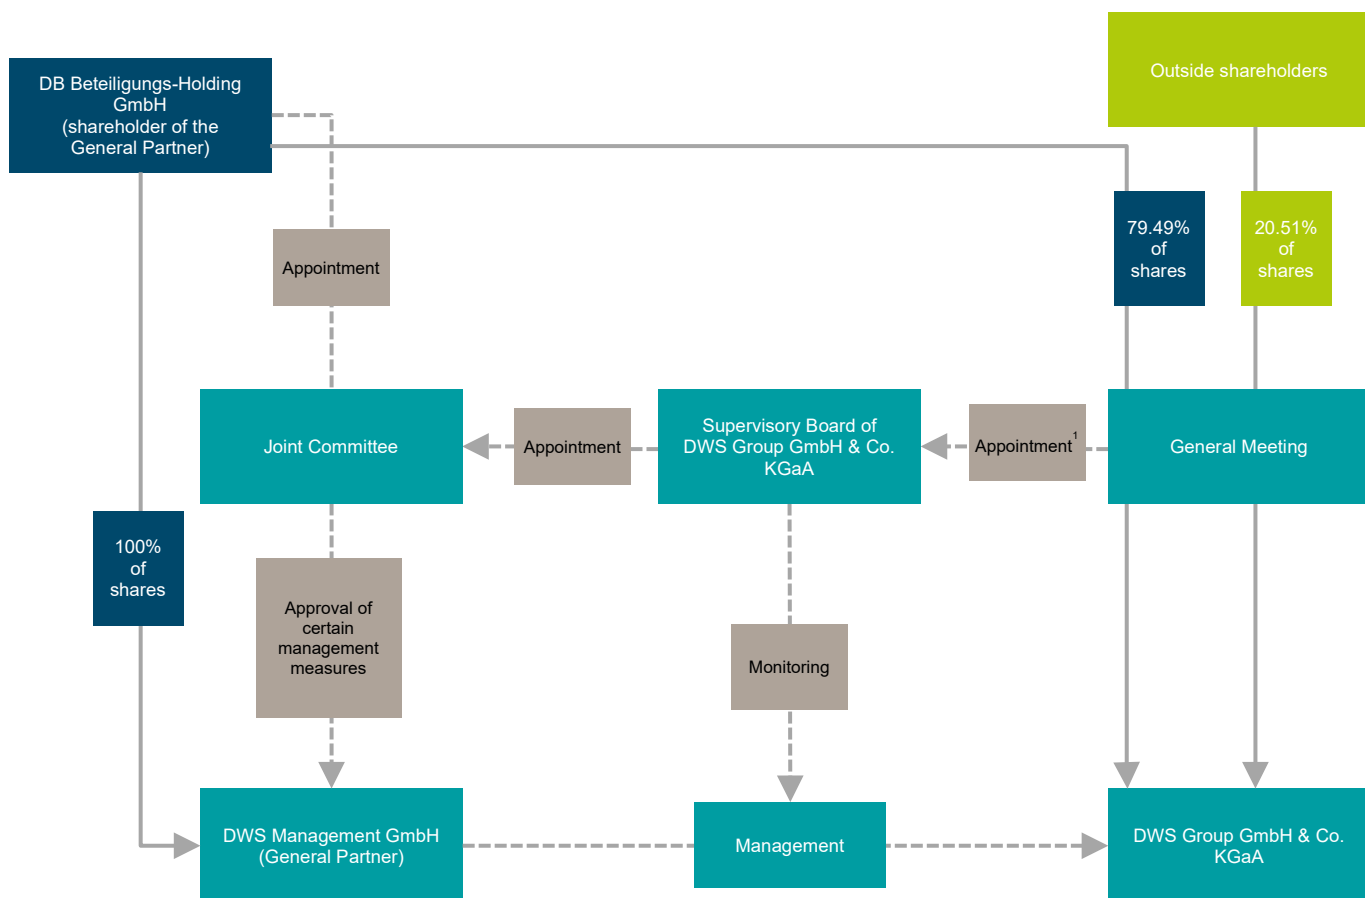 Outside shareholders
DB Beteiligungs-Holding
GmbH
(shareholder of the
General Partner)
79.49%
of
shares
20.51%
of
shares
Appointment
Joint Committee
Appointment
Supervisory Board of
DWS Group GmbH & Co.
KGaA
Appointment¹
General Meeting
100%
of
shares
Approval of
certain
management
measures
Monitoring
DWS Management GmbH
(General Partner)
Management
DWS Group GmbH & Co.
KGaA